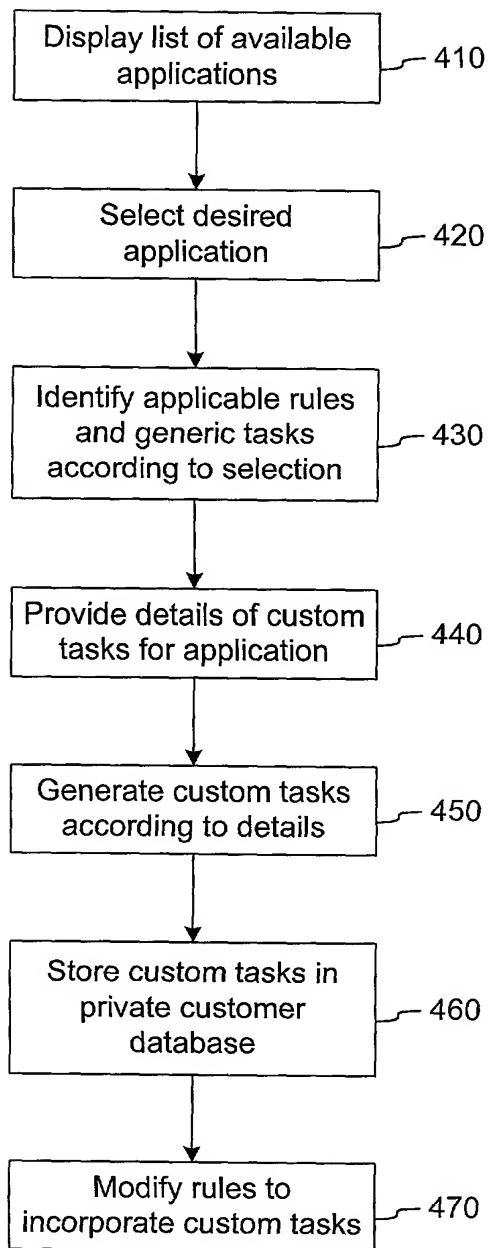 Display list of available
applications
410
Select desired
application
420
Identify applicable rules
and generic tasks
according to selection
430
Provide details of custom
tasks for application
440
Generate custom tasks
according to details
450
Store custom tasks in
private customer
database
460
Modify rules to
incorporate custom tasks
470